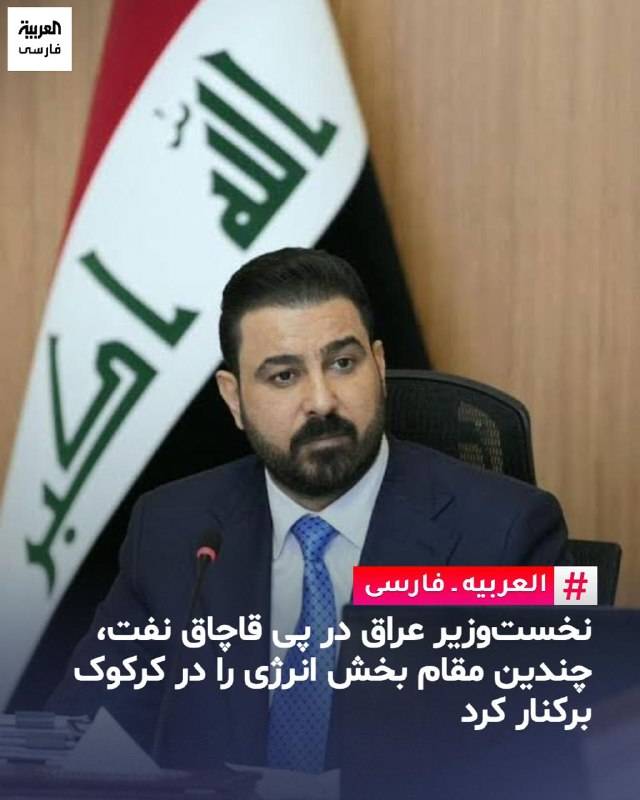 العربية
فارسی
الله
اكبر
# العربیه ـ فارسی
نخست‌وزیر عراق در پی قاچاق نفت،
چندین مقام بخش انرژی را در کرکوک
برکنار کرد